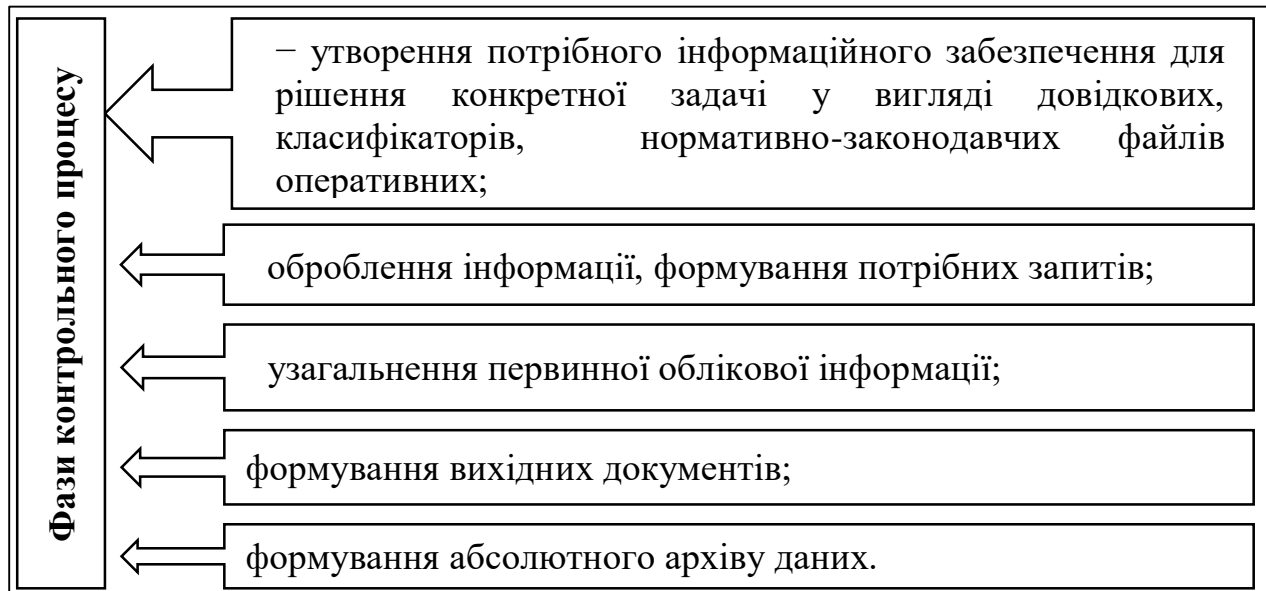 Фази контрольного процесу
− утворення потрібного інформаційного забезпечення для
рішення конкретної задачі у вигляді довідкових,
класифікаторів, нормативно-законодавчих файлів
оперативних;
оброблення інформації, формування потрібних запитів;
узагальнення первинної облікової інформації;
формування вихідних документів;
формування абсолютного архіву даних.